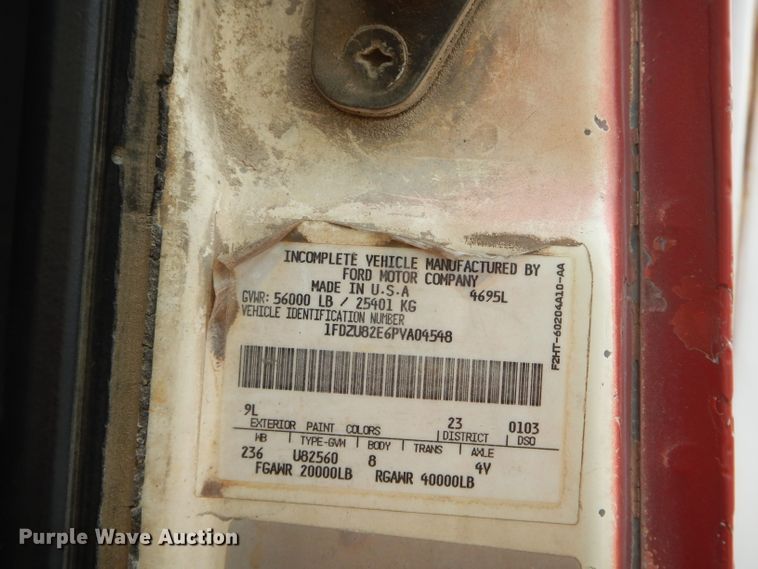 INCOMPLETE VEHICLE MANUFACTURED BY
FORD MOTOR COMPANY
MADE IN U.S.A 4695L
GVWR: 56000 LB / 25401 KG
VEHICLE IDENTIFICATION NUMBER
1FDZU82E6PVA04548
9L 23 0103
EXTERIOR PAINT COLORS DISTRICT DSO
WB TYPE-GVM BODY TRANS AXLE
236 U82560 8 4V
FGAWR 20000LB RGAWR 40000LB
F2HT-60204A10-AA
Purple Wave Auction